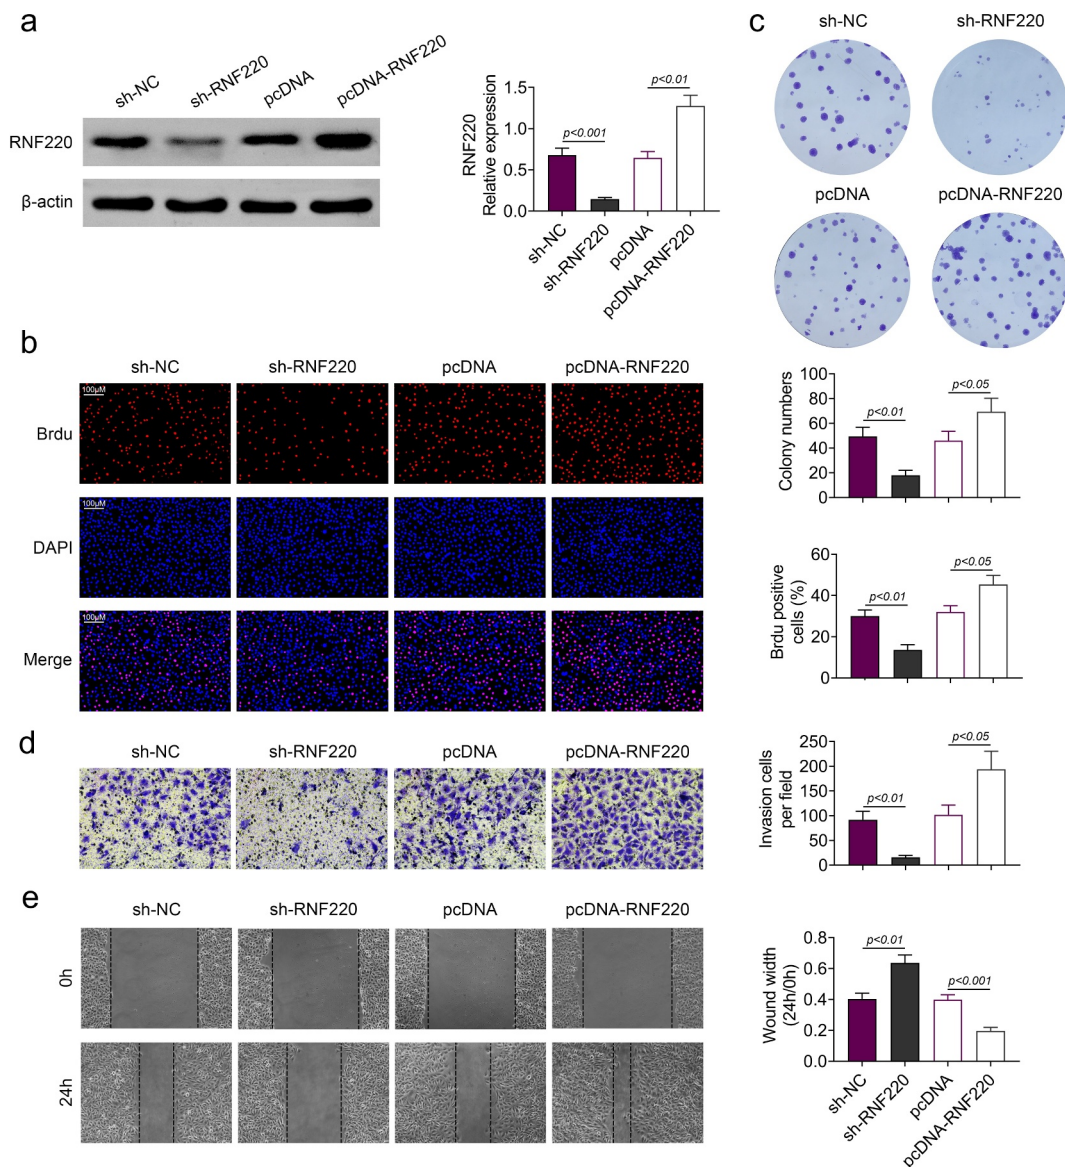 a
sh-NC
sh-RNF220
pcDNA
pcDNA-RNF220
RNF220
β-actin
RNF220
Relative expression
1.5
1.0
0.5
0.0
p<0.001
p<0.01
sh-NC
sh-RNF220
pcDNA
pcDNA-RNF220
c
sh-NC
sh-RNF220
pcDNA
pcDNA-RNF220
b
sh-NC
sh-RNF220
pcDNA
pcDNA-RNF220
100μM
Brdu
100μM
DAPI
100μM
Merge
Colony numbers
100
80
60
40
20
0
p<0.01
p<0.05
Brdu positive
cells (%)
60
40
20
0
p<0.01
p<0.05
d
sh-NC
sh-RNF220
pcDNA
pcDNA-RNF220
Invasion cells
per field
250
200
150
100
50
0
p<0.01
p<0.05
e
sh-NC
sh-RNF220
pcDNA
pcDNA-RNF220
0h
24h
Wound width
(24h/0h)
0.8
0.6
0.4
0.2
0.0
p<0.01
p<0.001
sh-NC
sh-RNF220
pcDNA
pcDNA-RNF220